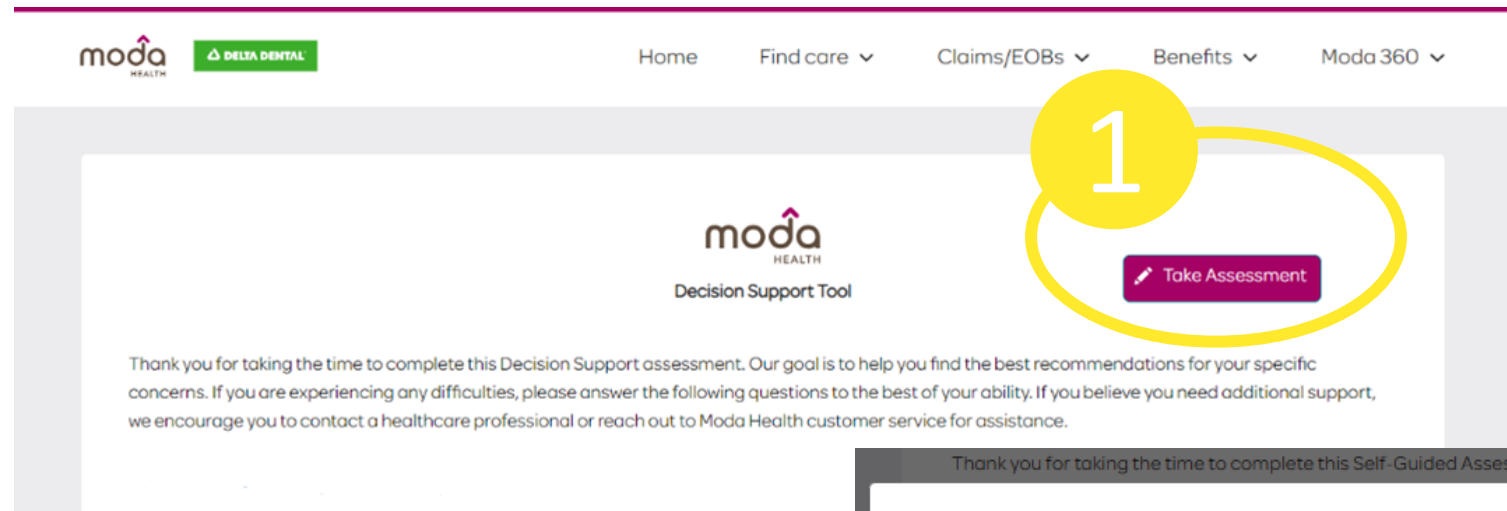 moda HEALTH DELTA DENTAL Home Find care Claims/EOBs Benefits Moda 360
1
moda
HEALTH
Take Assessment
Decision Support Tool
Thank you for taking the time to complete this Decision Support assessment. Our goal is to help you find the best recommendations for your specific
concerns. If you are experiencing any difficulties, please answer the following questions to the best of your ability. If you believe you need additional support,
we encourage you to contact a healthcare professional or reach out to Moda Health customer service for assistance.
Thank you for taking the time to complete this Self-Guided